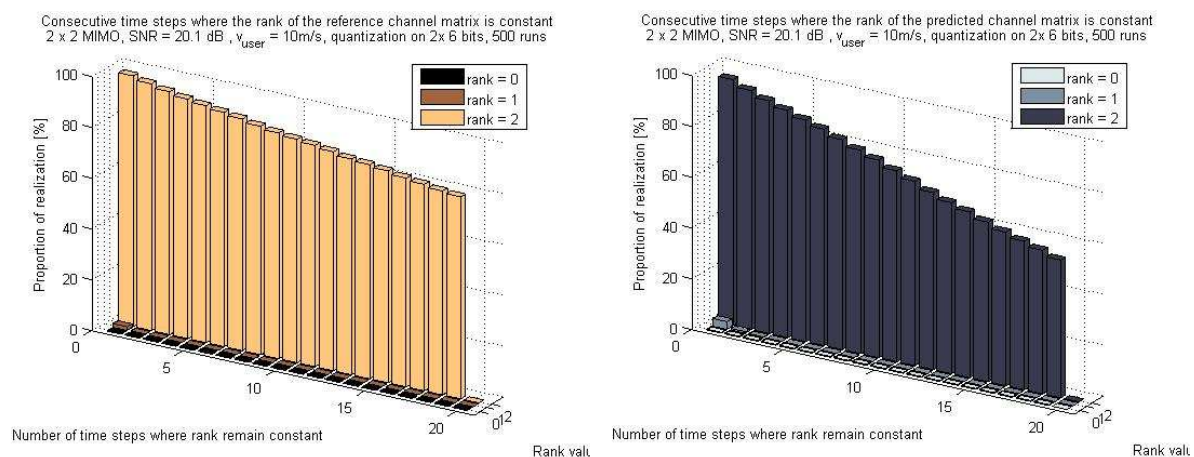 Consecutive time steps where the rank of the reference channel matrix is constant
2 x 2 MIMO, SNR = 20.1 dB , v_user = 10m/s, quantization on 2x 6 bits, 500 runs
100
80
60
40
20
0
Proportion of realization [%]
rank = 0
rank = 1
rank = 2
0
5
10
15
20
012
Number of time steps where rank remain constant
Rank valu
Consecutive time steps where the rank of the predicted channel matrix is constant
2 x 2 MIMO, SNR = 20.1 dB , v_user = 10m/s, quantization on 2x 6 bits, 500 runs
100
80
60
40
20
0
Proportion of realization [%]
rank = 0
rank = 1
rank = 2
0
5
10
15
20
012
Number of time steps where rank remain constant
Rank valu